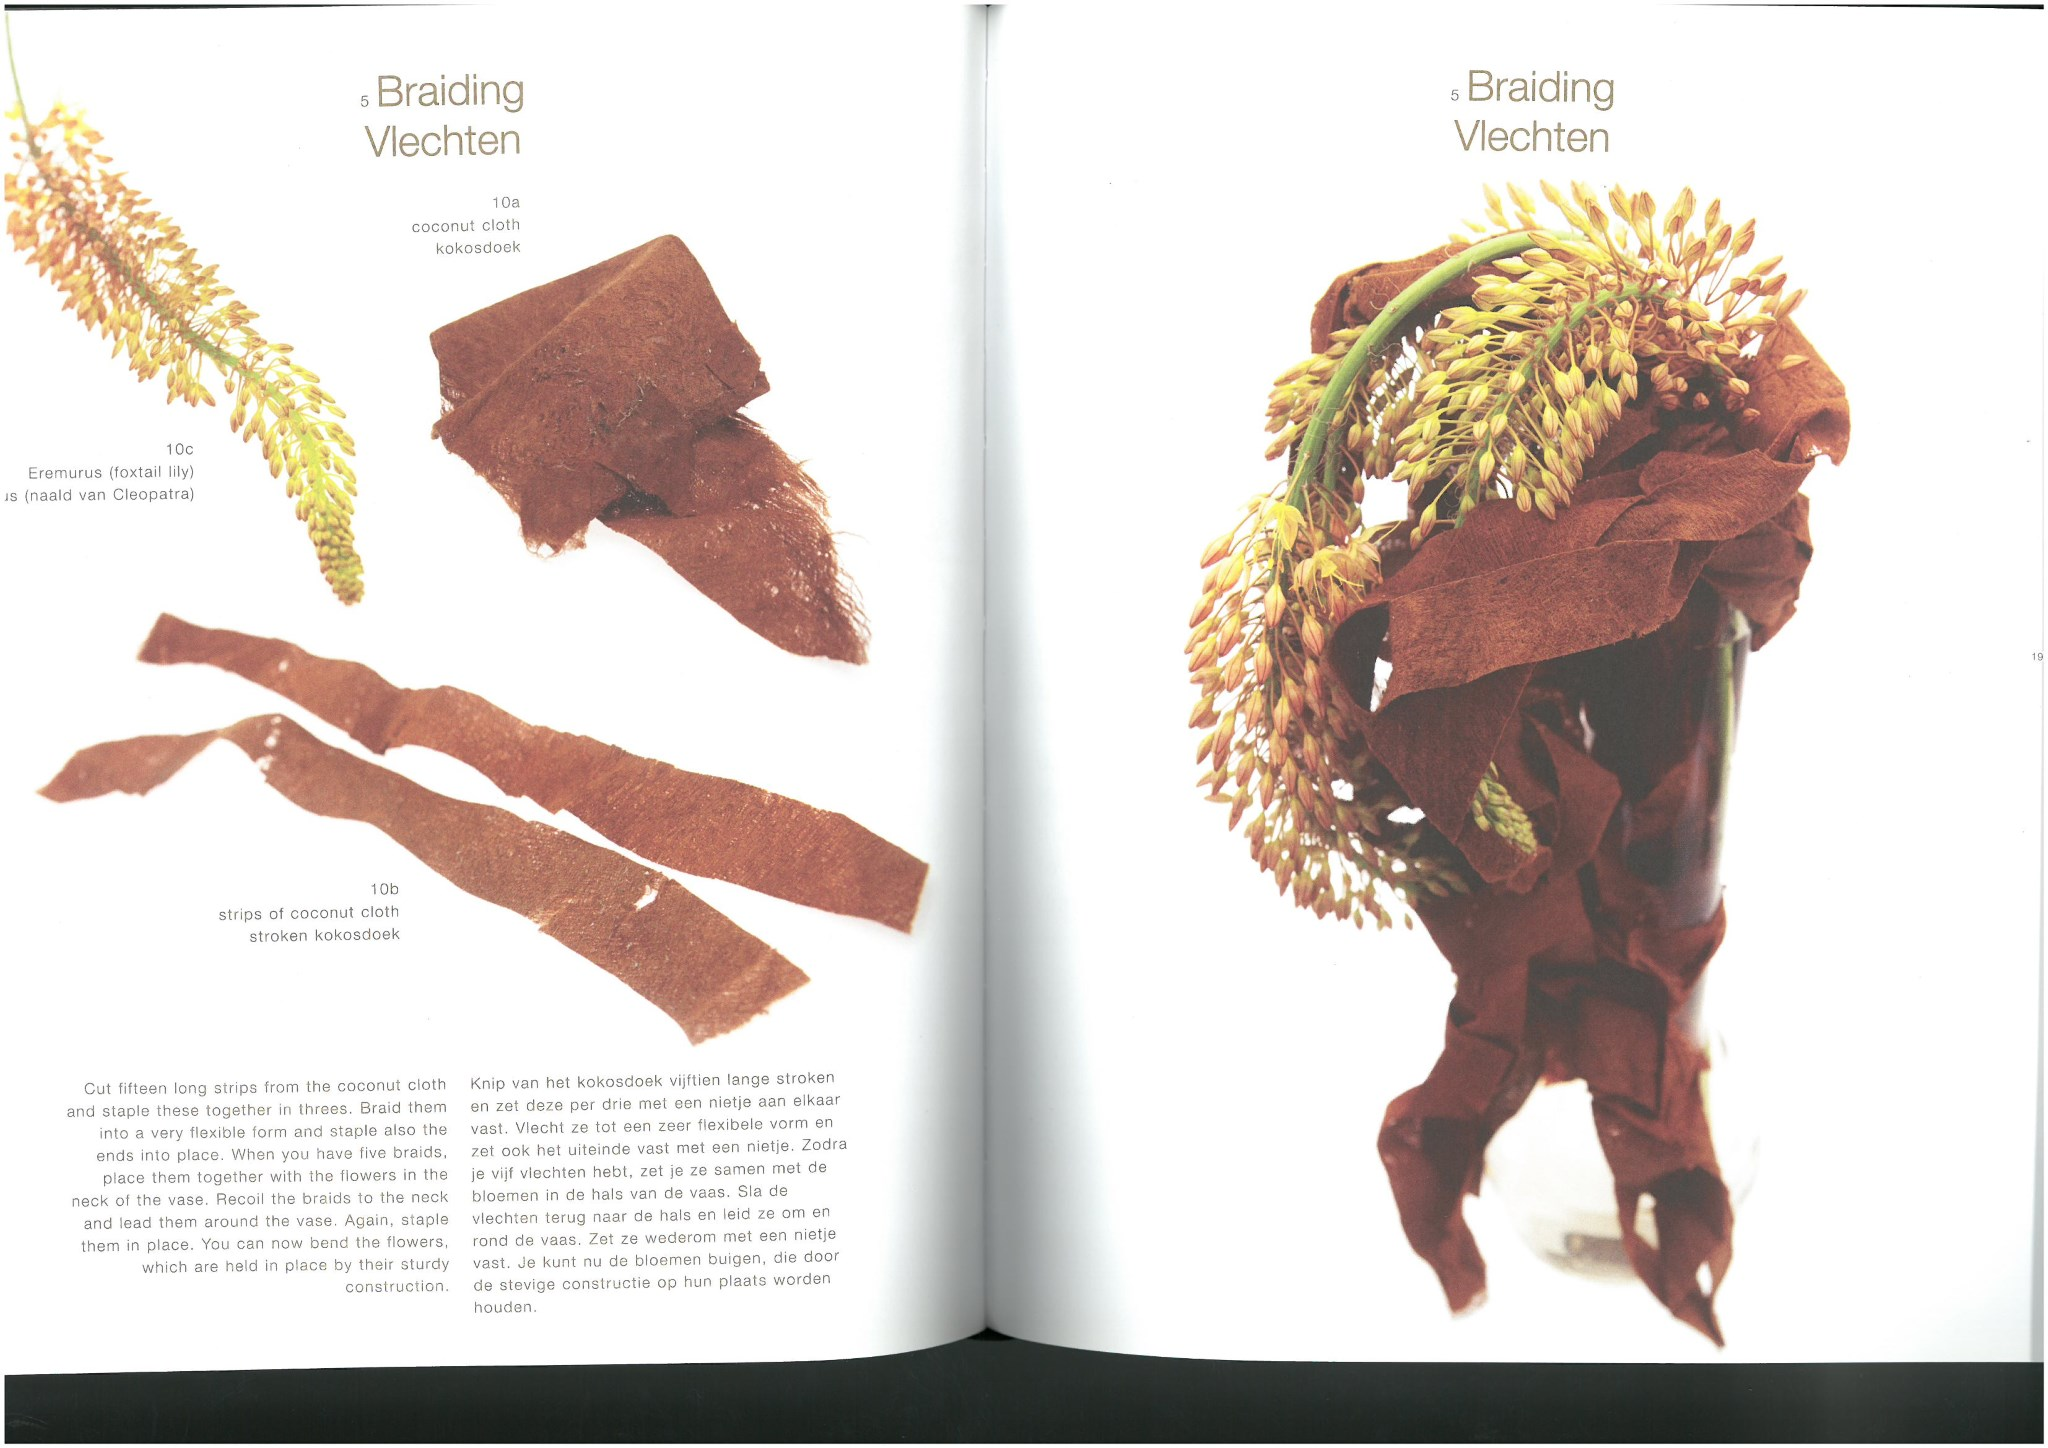 5 Braiding
Vlechten
10a
coconut cloth
kokosdoek
10c
Eremurus (foxtail lily)
(naald van Cleopatra)
10b
strips of coconut cloth
stroken kokosdoek
Cut fifteen long strips from the coconut cloth
and staple these together in threes. Braid them
into a very flexible form and staple also the
ends into place. When you have five braids,
place them together with the flowers in the
neck of the vase. Recoil the braids to the neck
and lead them around the vase. Again, staple
them in place. You can now bend the flowers,
which are held in place by their sturdy
construction.
Knip van het kokosdoek vijftien lange stroken
en zet deze per drie met een nietje aan elkaar
vast. Vlecht ze tot een zeer flexibele vorm en
zet ook het uiteinde vast met een nietje. Zodra
je vijf vlechten hebt, zet je ze samen met de
bloemen in de hals van de vaas. Sla de
vlechten terug naar de hals en leid ze om en
rond de vaas. Zet ze wederom met een nietje
vast. Je kunt nu de bloemen buigen, die door
de stevige constructie op hun plaats worden
houden.
5 Braiding
Vlechten
19